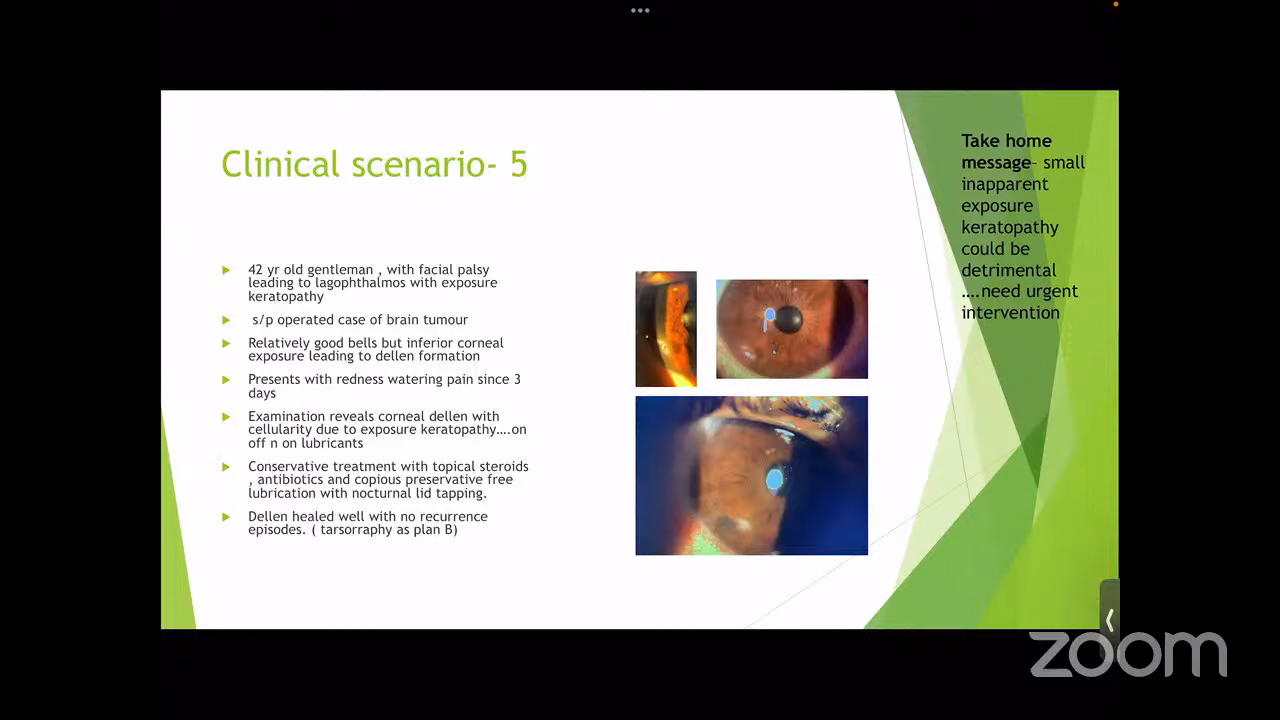 Clinical scenario- 5
42 yr old gentleman , with facial palsy
leading to lagophthalmos with exposure
keratopathy
s/p operated case of brain tumour
Relatively good bells but inferior corneal
exposure leading to dellen formation
Presents with redness watering pain since 3
days
Examination reveals corneal dellen with
cellularity due to exposure keratopathy....on
off n on lubricants
Conservative treatment with topical steroids
, antibiotics and copious preservative free
lubrication with nocturnal lid tapping.
Dellen healed well with no recurrence
episodes. ( tarsorraphy as plan B)
Take home
message- small
inapparent
exposure
keratopathy
could be
detrimental
....need urgent
intervention
zoom